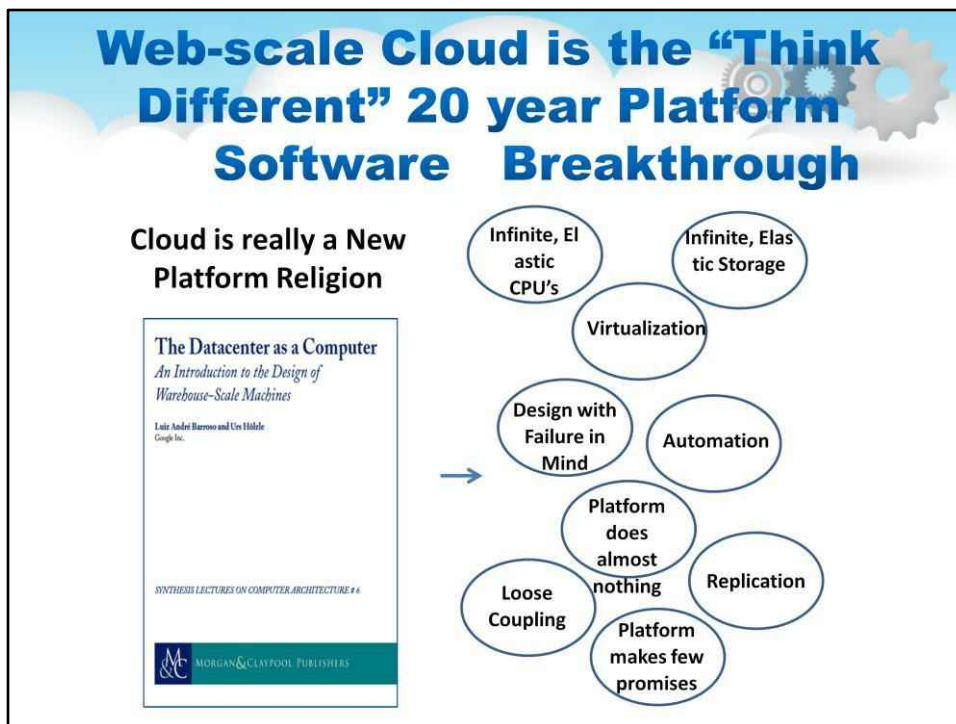 Web-scale Cloud is the “Think
Different” 20 year Platform
Software Breakthrough
Cloud is really a New
Platform Religion
The Datacenter as a Computer
An Introduction to the Design of
Warehouse-Scale Machines
Luiz André Barroso and Urs Hölzle
Google Inc.
SYNTHESIS LECTURES ON COMPUTER ARCHITECTURE # 6
M
&C
MORGAN&CLAYPOOL PUBLISHERS
Infinite, El
astic
CPU’s
Infinite, Elas
tic Storage
Virtualization
Design with
Failure in
Mind
Automation
Platform
does
almost
nothing
Replication
Loose
Coupling
Platform
makes few
promises